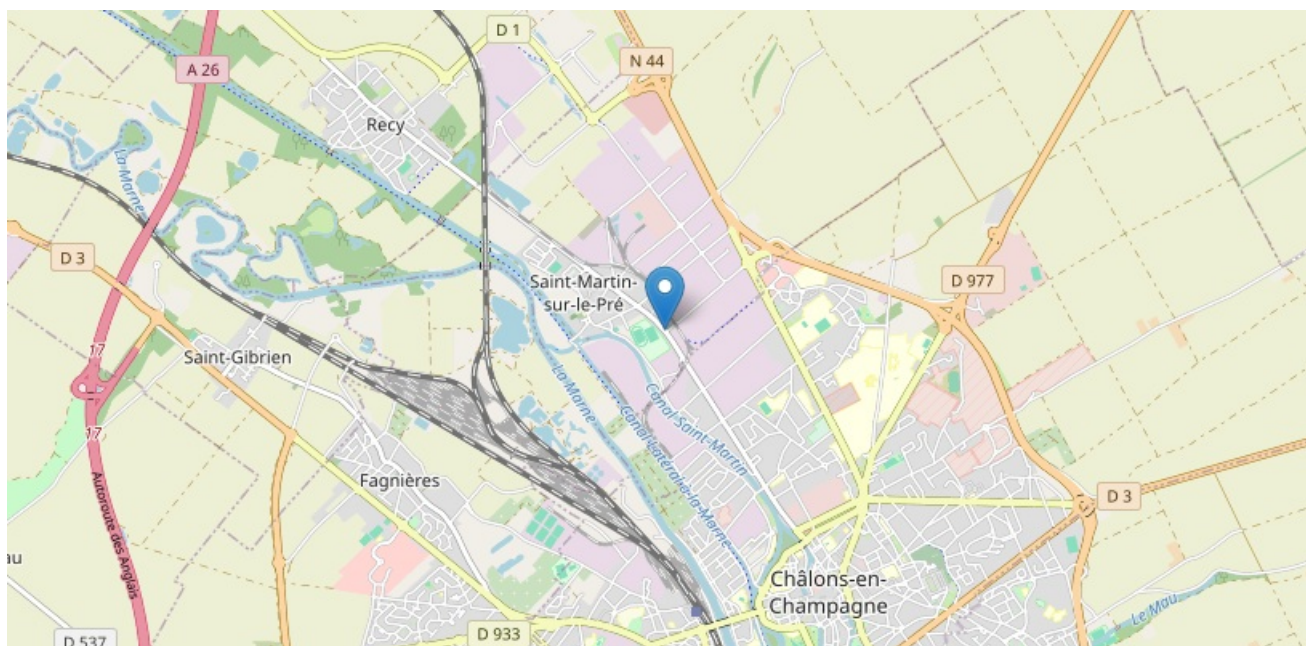 D 1
N 44
A 26
Recy
La Marne
D 3
Saint-Martin-
sur-le-Pré
D 977
17
Saint-Gibrien
La Marne
Canal Saint-Martin
Canal Latéral à la Marne
17
Fagnières
Autoroute des Anglais
D 3
au
Châlons-en-
Champagne
Le Mau
D 933
D 537